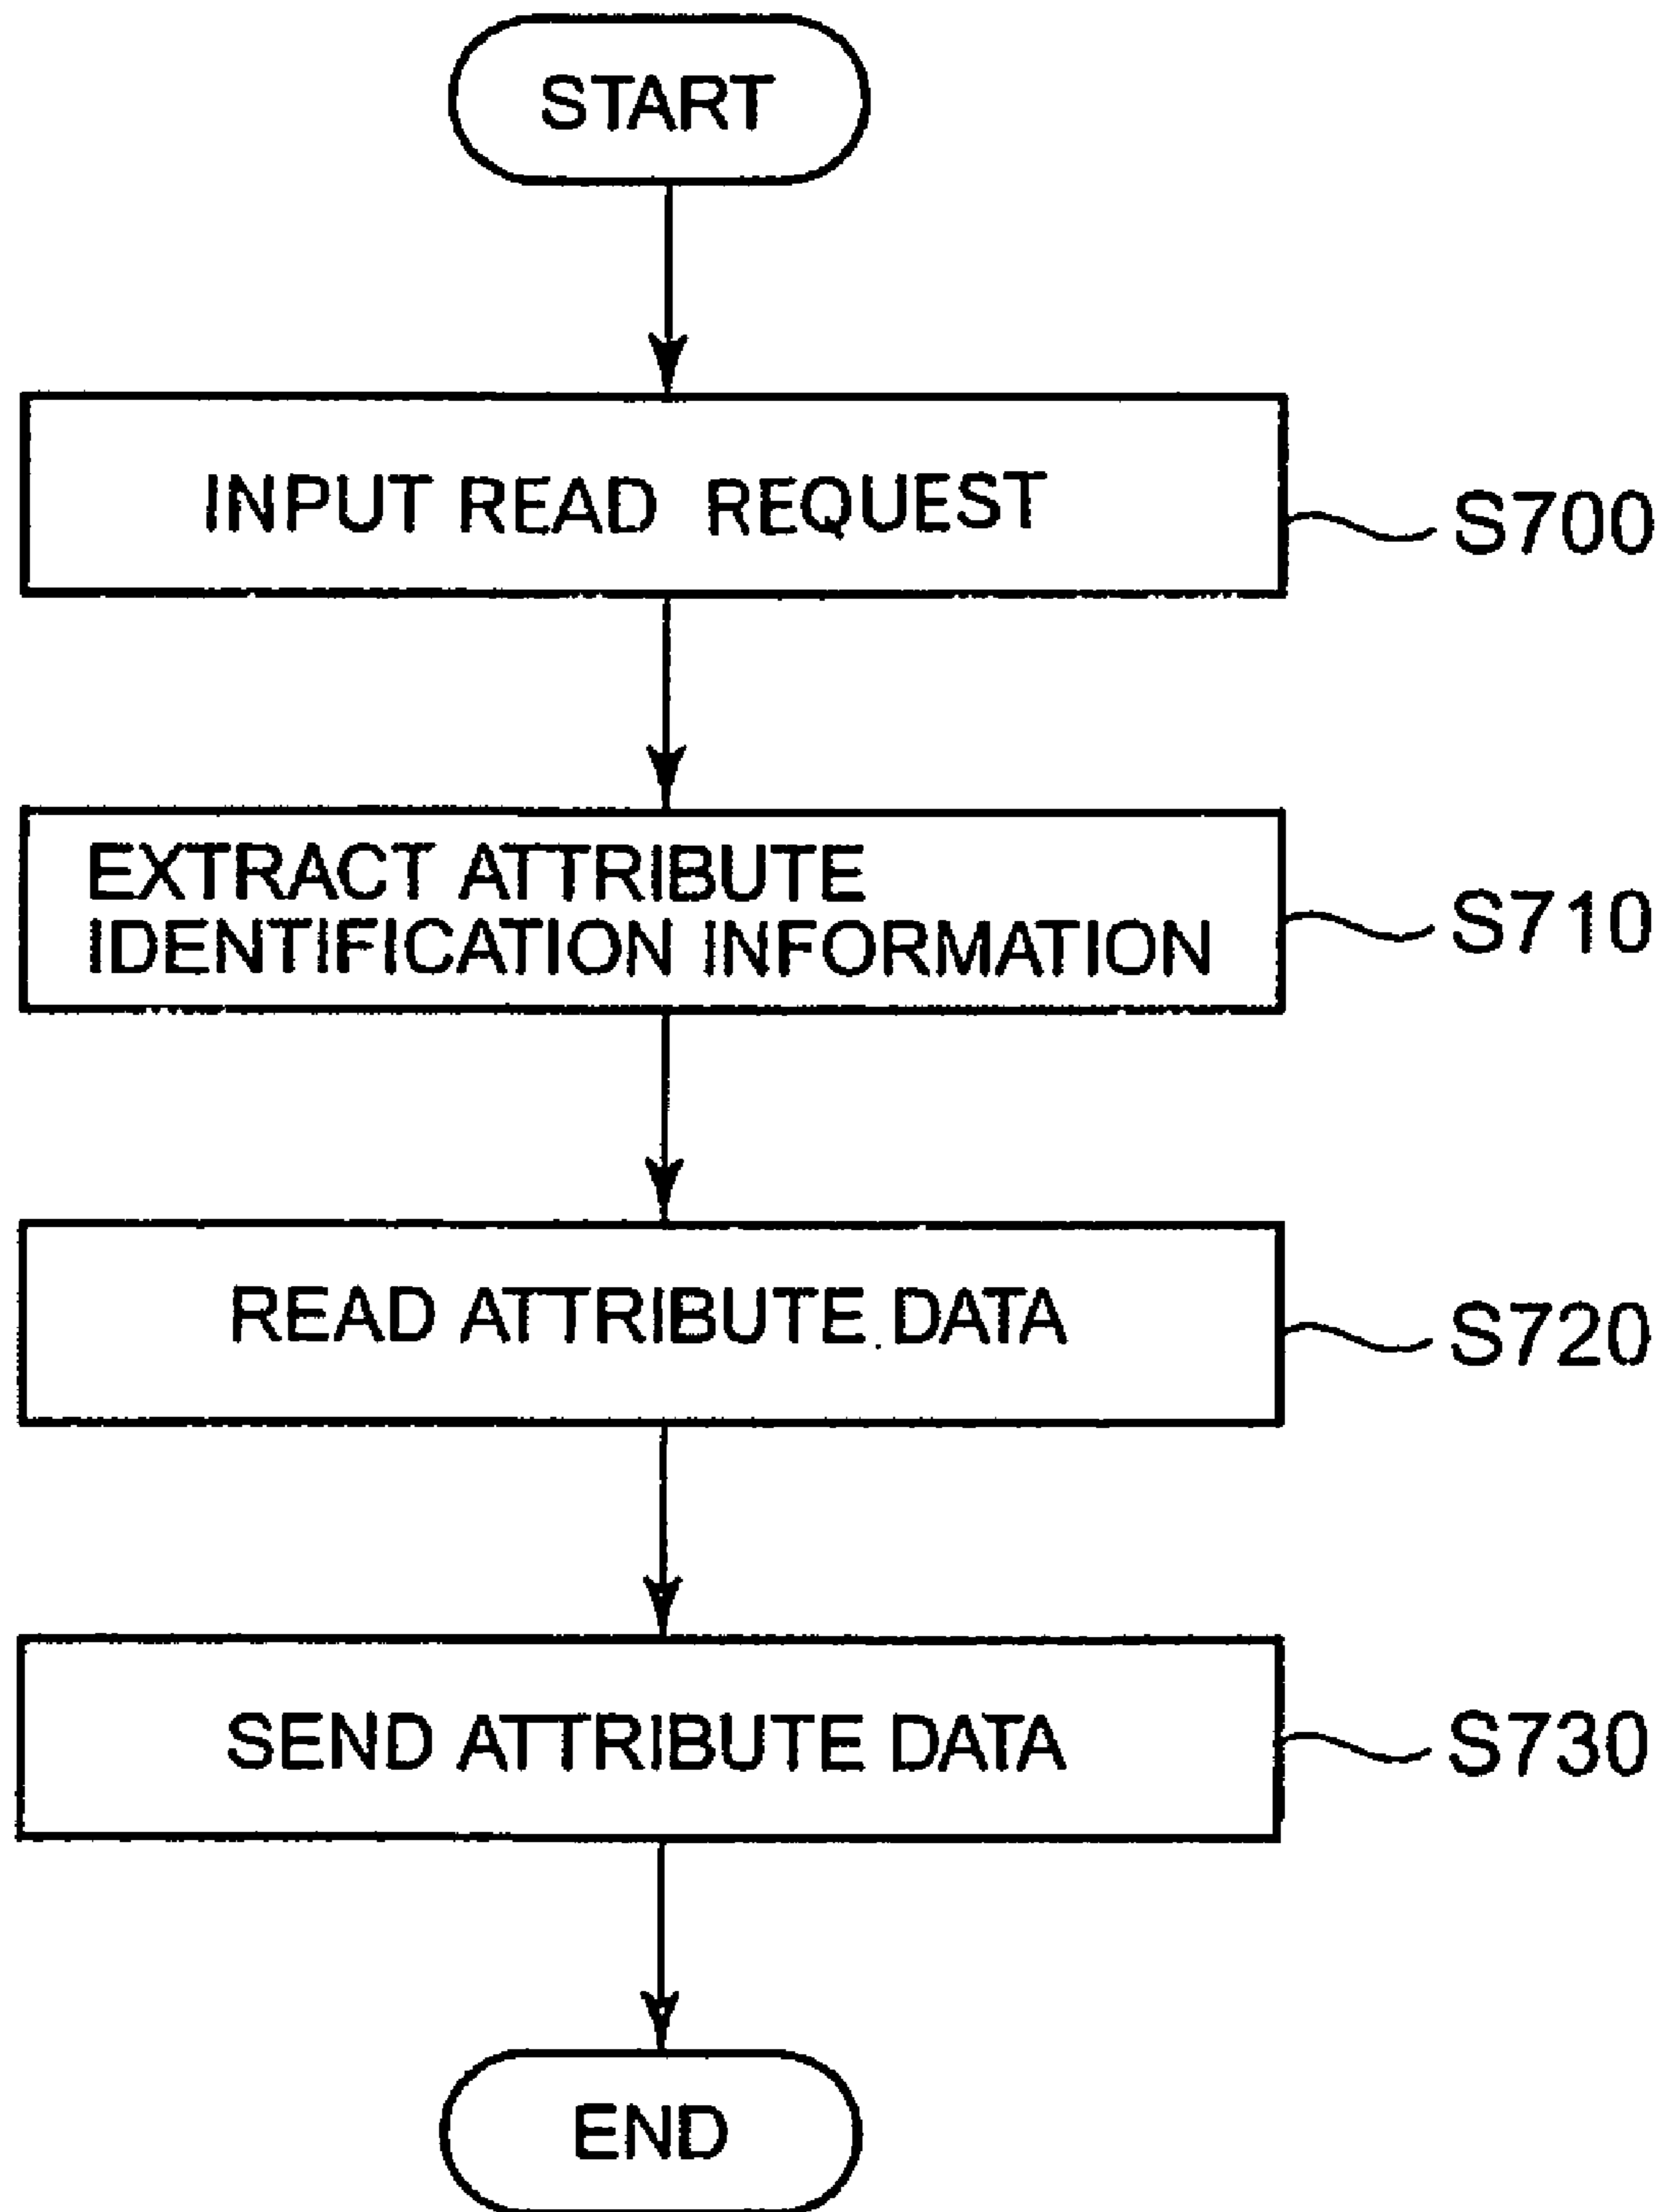 START
INPUT READ REQUEST
S700
EXTRACT ATTRIBUTE
IDENTIFICATION INFORMATION
S710
READ ATTRIBUTE DATA
S720
SEND ATTRIBUTE DATA
S730
END